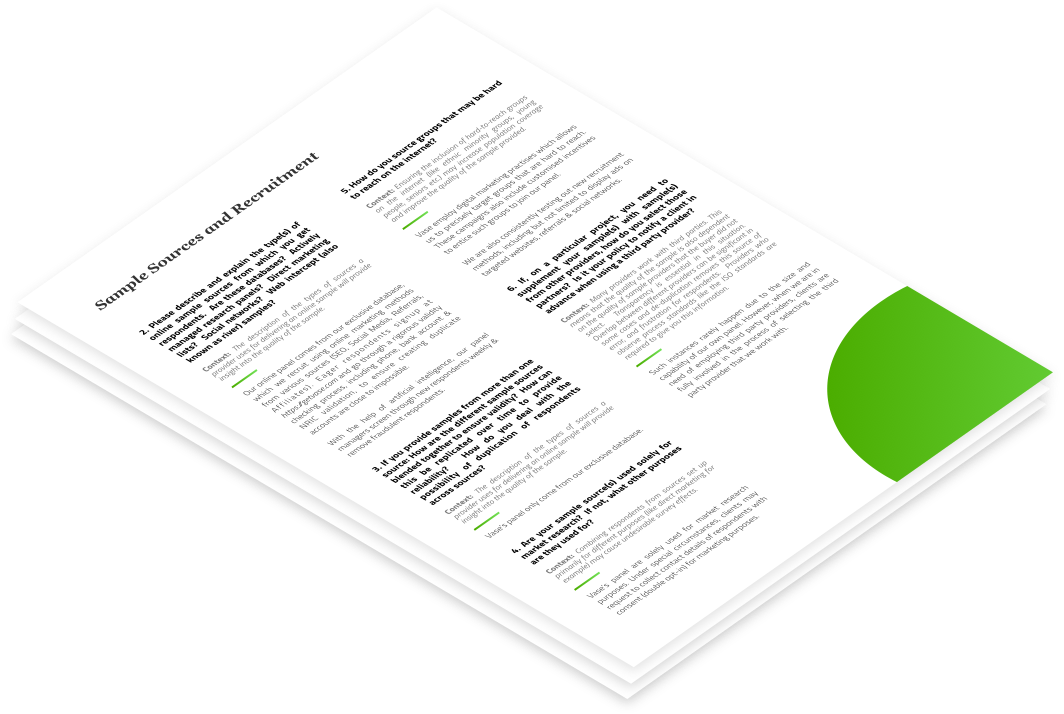 Sample Sources and Recruitment
2. Please describe and explain the type(s) of
online sample sources from which you get
respondents. Are these databases? Actively
managed research panels? Direct marketing
lists? Social networks? Web intercept (also
known as river) sample?
Context: The description of the types of sources a
provider uses for delivering an online sample will provide
insight into the quality of the sample.
Our online panel comes from our exclusive database,
which we recruit using online marketing methods
from various sources (SEO, Social Media, Referrals,
Affiliates). Eager respondents signup at
https://getvase.com and go through a rigorous validity
checking process, including phone, bank account &
NRIC validation to ensure creating duplicate
accounts are close to impossible.
With the help of artificial intelligence, our panel
managers screen through new respondents weekly &
remove fraudulent respondents.
3. If you provide samples from more than one
source: How are the different sample sources
blended together to ensure validity? How can
this be replicated over time to provide
reliability? How do you deal with the
possibility of duplication of respondents
across sources?
Context: The description of the types of sources a
provider uses for delivering an online sample will provide
insight into the quality of the sample.
Vase's panel only come from our exclusive database.
4. Are your sample source(s) used solely for
market research? If not, what other purposes
are they used for?
Context: Combining respondents from sources set up
primarily for different purposes (like direct marketing for
example) may cause undesirable survey effects.
Vase's panel are solely used for market research
purposes. Under special circumstances, clients may
request to collect contact details of respondents with
consent (double opt-in) for marketing purposes.
5. How do you source groups that may be hard
to reach on the internet?
Context: Ensuring the inclusion of hard-to-reach groups
on the internet (like ethnic minority groups, young
people, seniors etc) may increase population coverage
and improve the quality of the sample provided.
Vase employ digital marketing practises which allows
us to precisely target groups that are hard to reach.
These campaigns also include customised incentives
to entice such groups to join our panel.
We are also consistently testing out new recruitment
methods, including but not limited to display ads on
targeted websites, referrals & social networks.
6. If, on a particular project, you need to
supplement your sample(s) with sample(s)
from other providers, how do you select those
partners? Is it your policy to notify a client in
advance when using a third party provider?
Context: Many providers work with third parties. This
means that the quality of the sample is also dependent
on the quality of sample providers that the buyer did not
select. Transparency is essential in this situation.
Overlap between different providers can be significant in
some cases and de-duplication removes this source of
error, and frustration for respondents. Providers who
observe process standards like the ISO standards are
required to give you this information.
Such instances rarely happen due to the size and
capability of our own panel. However when we are in
need of employing third party providers, clients are
fully involved in the process of selecting the third
party provider that we work with.